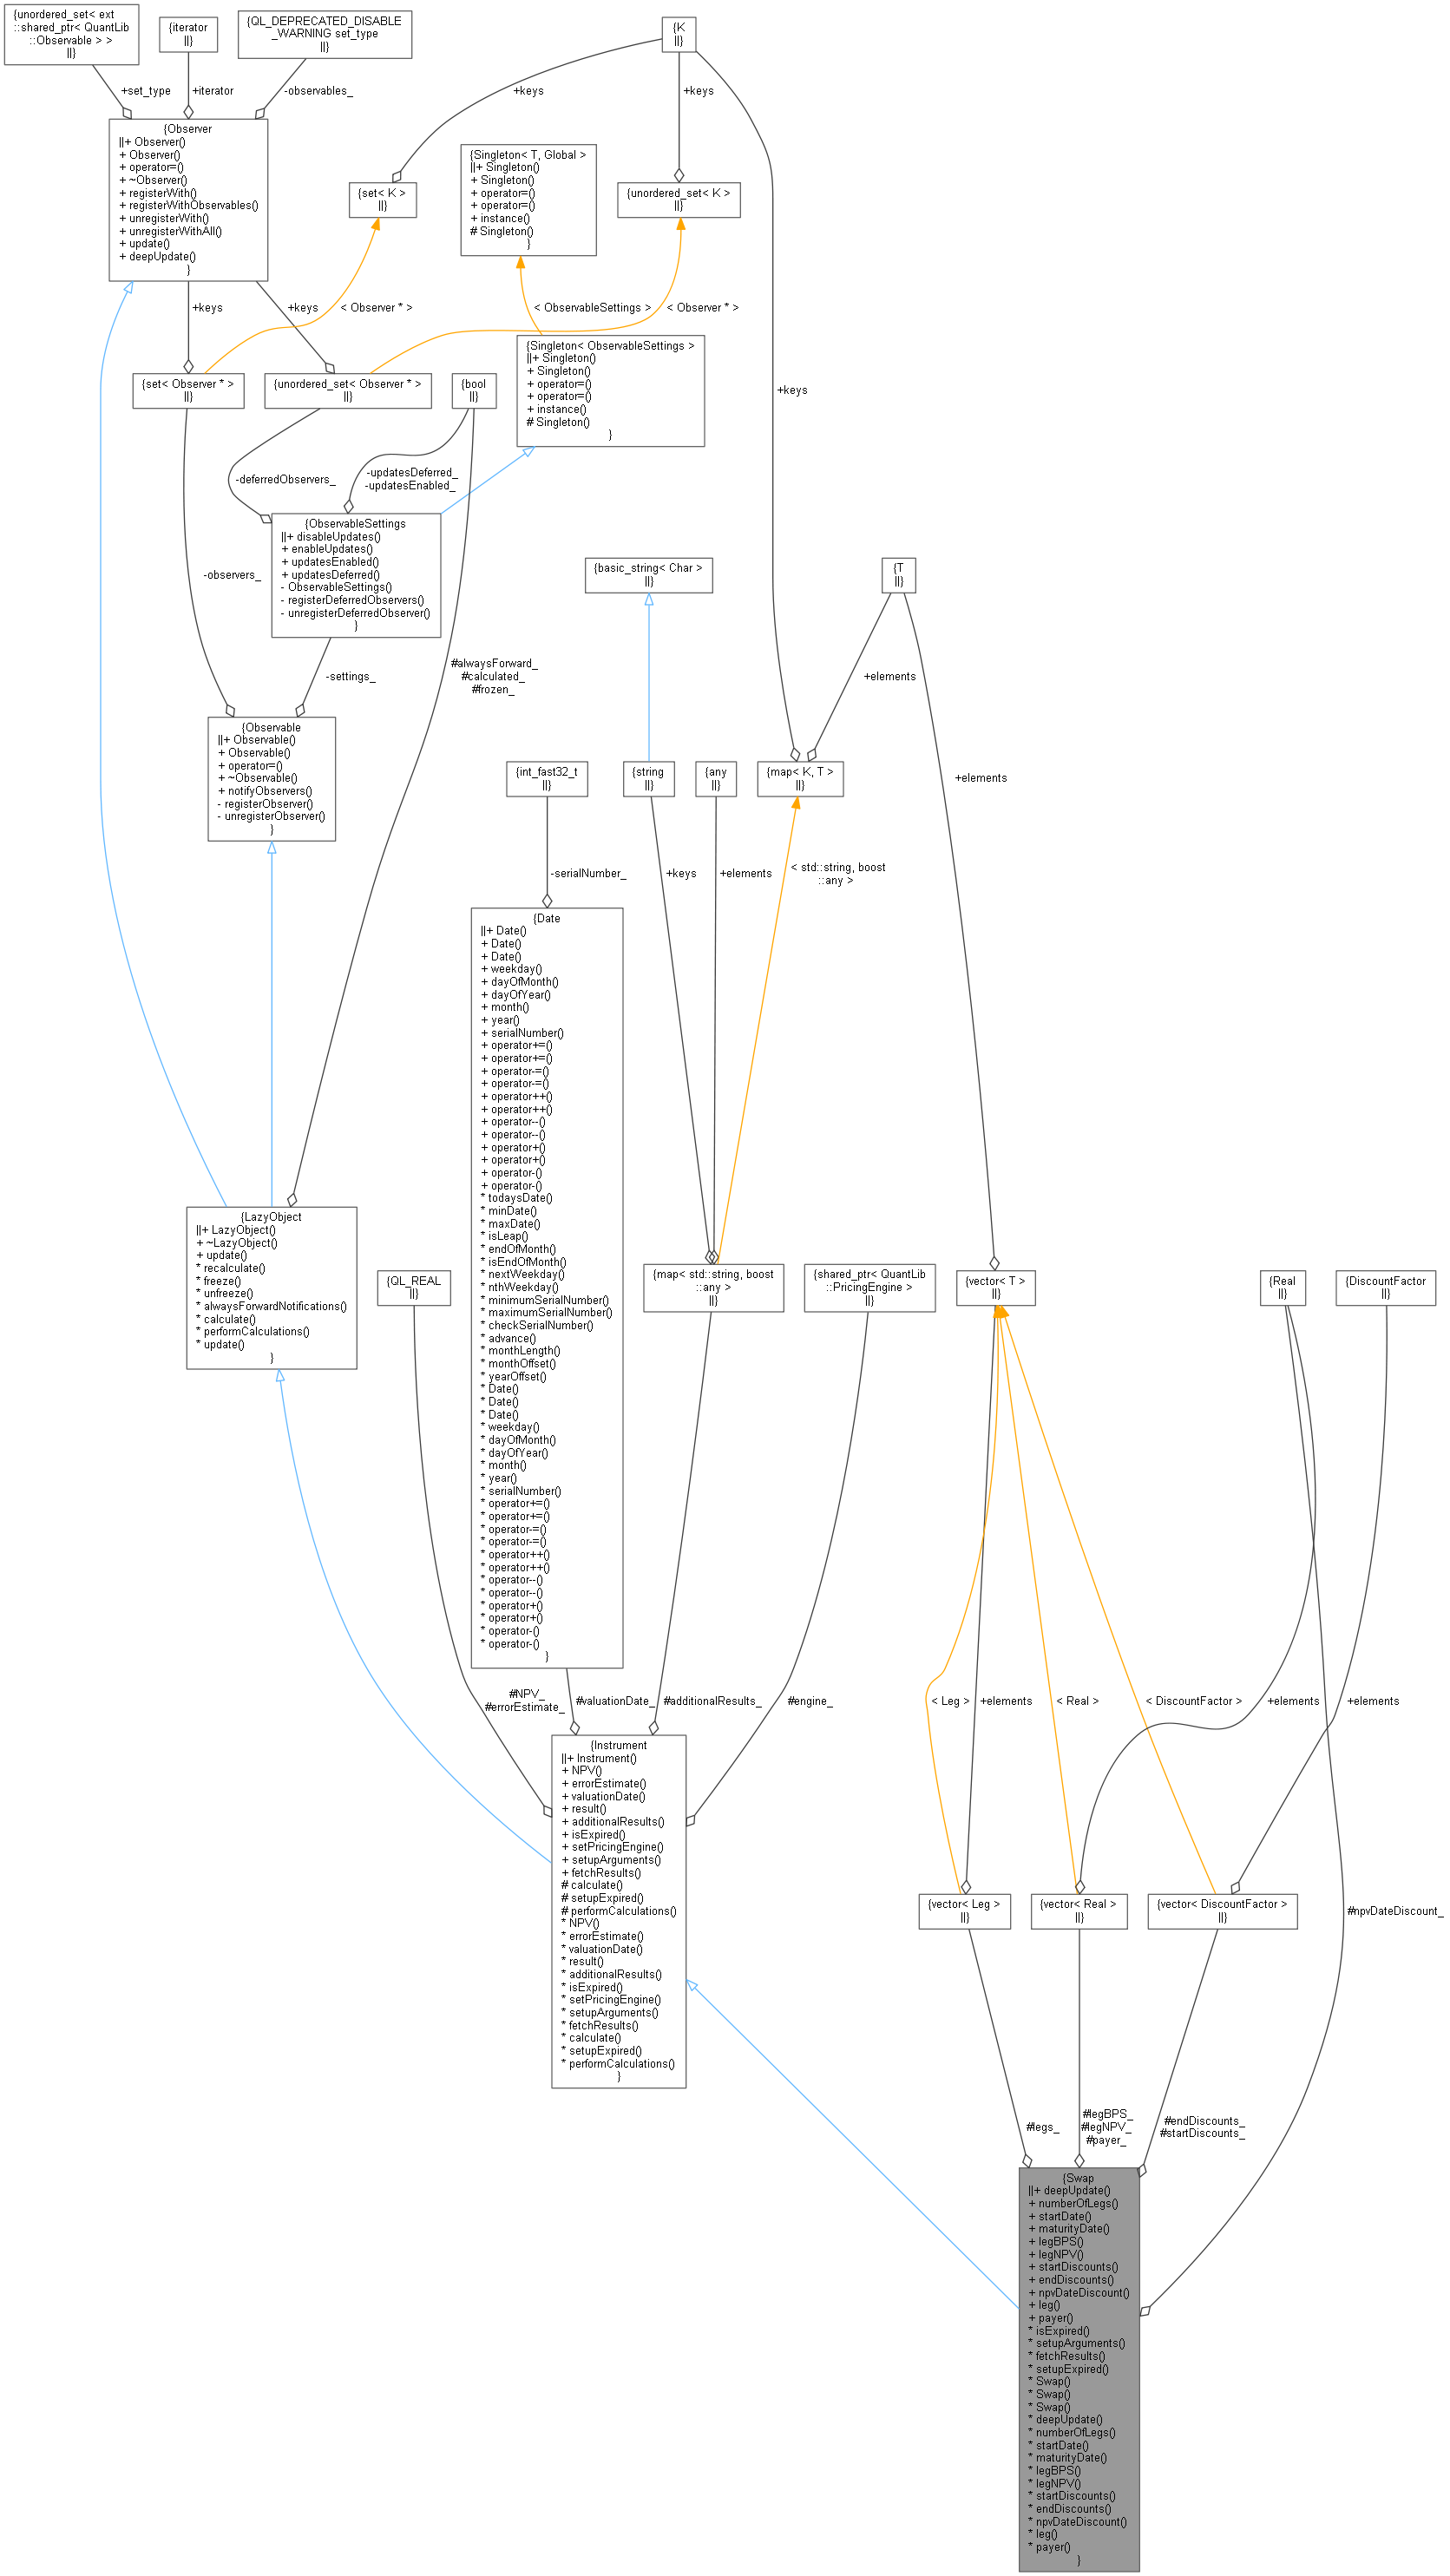 {unordered_set< ext
::shared_ptr< QuantLib
::Observable > >
||}
{iterator
||}
{QL_DEPRECATED_DISABLE
_WARNING set_type
||}
{K
||}
+set_type
+iterator
-observables_
+keys
+keys
{Observer
||+ Observer()
+ Observer()
+ operator=()
+ ~Observer()
+ registerWith()
+ registerWithObservables()
+ unregisterWith()
+ unregisterWithAll()
+ update()
+ deepUpdate()
}
{set< K >
||}
{Singleton< T, Global >
||+ Singleton()
+ Singleton()
+ operator=()
+ operator=()
+ instance()
# Singleton()
}
{unordered_set< K >
||}
+keys
+keys
< Observer * >
< ObservableSettings >
< Observer * >
{set< Observer * >
||}
{unordered_set< Observer * >
||}
{bool
||}
{Singleton< ObservableSettings >
||+ Singleton()
+ Singleton()
+ operator=()
+ operator=()
+ instance()
# Singleton()
}
+keys
-deferredObservers_
-updatesDeferred_
-updatesEnabled_
-observers_
{ObservableSettings
||+ disableUpdates()
+ enableUpdates()
+ updatesEnabled()
+ updatesDeferred()
- ObservableSettings()
- registerDeferredObservers()
- unregisterDeferredObserver()
}
{basic_string< Char >
||}
{T
||}
-settings_
#alwaysForward_
#calculated_
#frozen_
+elements
{Observable
||+ Observable()
+ Observable()
+ operator=()
+ ~Observable()
+ notifyObservers()
- registerObserver()
- unregisterObserver()
}
{int_fast32_t
||}
{string
||}
{any
||}
{map< K, T >
||}
+elements
-serialNumber_
+keys
+elements
< std::string, boost
::any >
{Date
||+ Date()
+ Date()
+ Date()
+ weekday()
+ dayOfMonth()
+ dayOfYear()
+ month()
+ year()
+ serialNumber()
+ operator+=()
+ operator+=()
+ operator-=()
+ operator-=()
+ operator++()
+ operator++()
+ operator--()
+ operator--()
+ operator+()
+ operator+()
+ operator-()
+ operator-()
* todaysDate()
* minDate()
* maxDate()
* isLeap()
* endOfMonth()
* isEndOfMonth()
* nextWeekday()
* nthWeekday()
* minimumSerialNumber()
* maximumSerialNumber()
* checkSerialNumber()
* advance()
* monthLength()
* monthOffset()
* yearOffset()
* Date()
* Date()
* Date()
* weekday()
* dayOfMonth()
* dayOfYear()
* month()
* year()
* serialNumber()
* operator+=()
* operator+=()
* operator-=()
* operator-=()
* operator++()
* operator++()
* operator--()
* operator--()
* operator+()
* operator+()
* operator-()
* operator-()
}
{LazyObject
||+ LazyObject()
+ ~LazyObject()
+ update()
* recalculate()
* freeze()
* unfreeze()
* alwaysForwardNotifications()
* calculate()
* performCalculations()
* update()
}
{QL_REAL
||}
{map< std::string, boost
::any >
||}
{shared_ptr< QuantLib
::PricingEngine >
||}
{vector< T >
||}
{Real
||}
{DiscountFactor
||}
#NPV_
#errorEstimate_
#valuationDate_
#additionalResults_
#engine_
< Leg >
+elements
< Real >
< DiscountFactor >
+elements
+elements
{Instrument
||+ Instrument()
+ NPV()
+ errorEstimate()
+ valuationDate()
+ result()
+ additionalResults()
+ isExpired()
+ setPricingEngine()
+ setupArguments()
+ fetchResults()
# calculate()
# setupExpired()
# performCalculations()
* NPV()
* errorEstimate()
* valuationDate()
* result()
* additionalResults()
* isExpired()
* setPricingEngine()
* setupArguments()
* fetchResults()
* calculate()
* setupExpired()
* performCalculations()
}
{vector< Leg >
||}
{vector< Real >
||}
{vector< DiscountFactor >
||}
#npvDateDiscount_
#legs_
#legBPS_
#legNPV_
#payer_
#endDiscounts_
#startDiscounts_
{Swap
||+ deepUpdate()
+ numberOfLegs()
+ startDate()
+ maturityDate()
+ legBPS()
+ legNPV()
+ startDiscounts()
+ endDiscounts()
+ npvDateDiscount()
+ leg()
+ payer()
* isExpired()
* setupArguments()
* fetchResults()
* setupExpired()
* Swap()
* Swap()
* Swap()
* deepUpdate()
* numberOfLegs()
* startDate()
* maturityDate()
* legBPS()
* legNPV()
* startDiscounts()
* endDiscounts()
* npvDateDiscount()
* leg()
* payer()
}